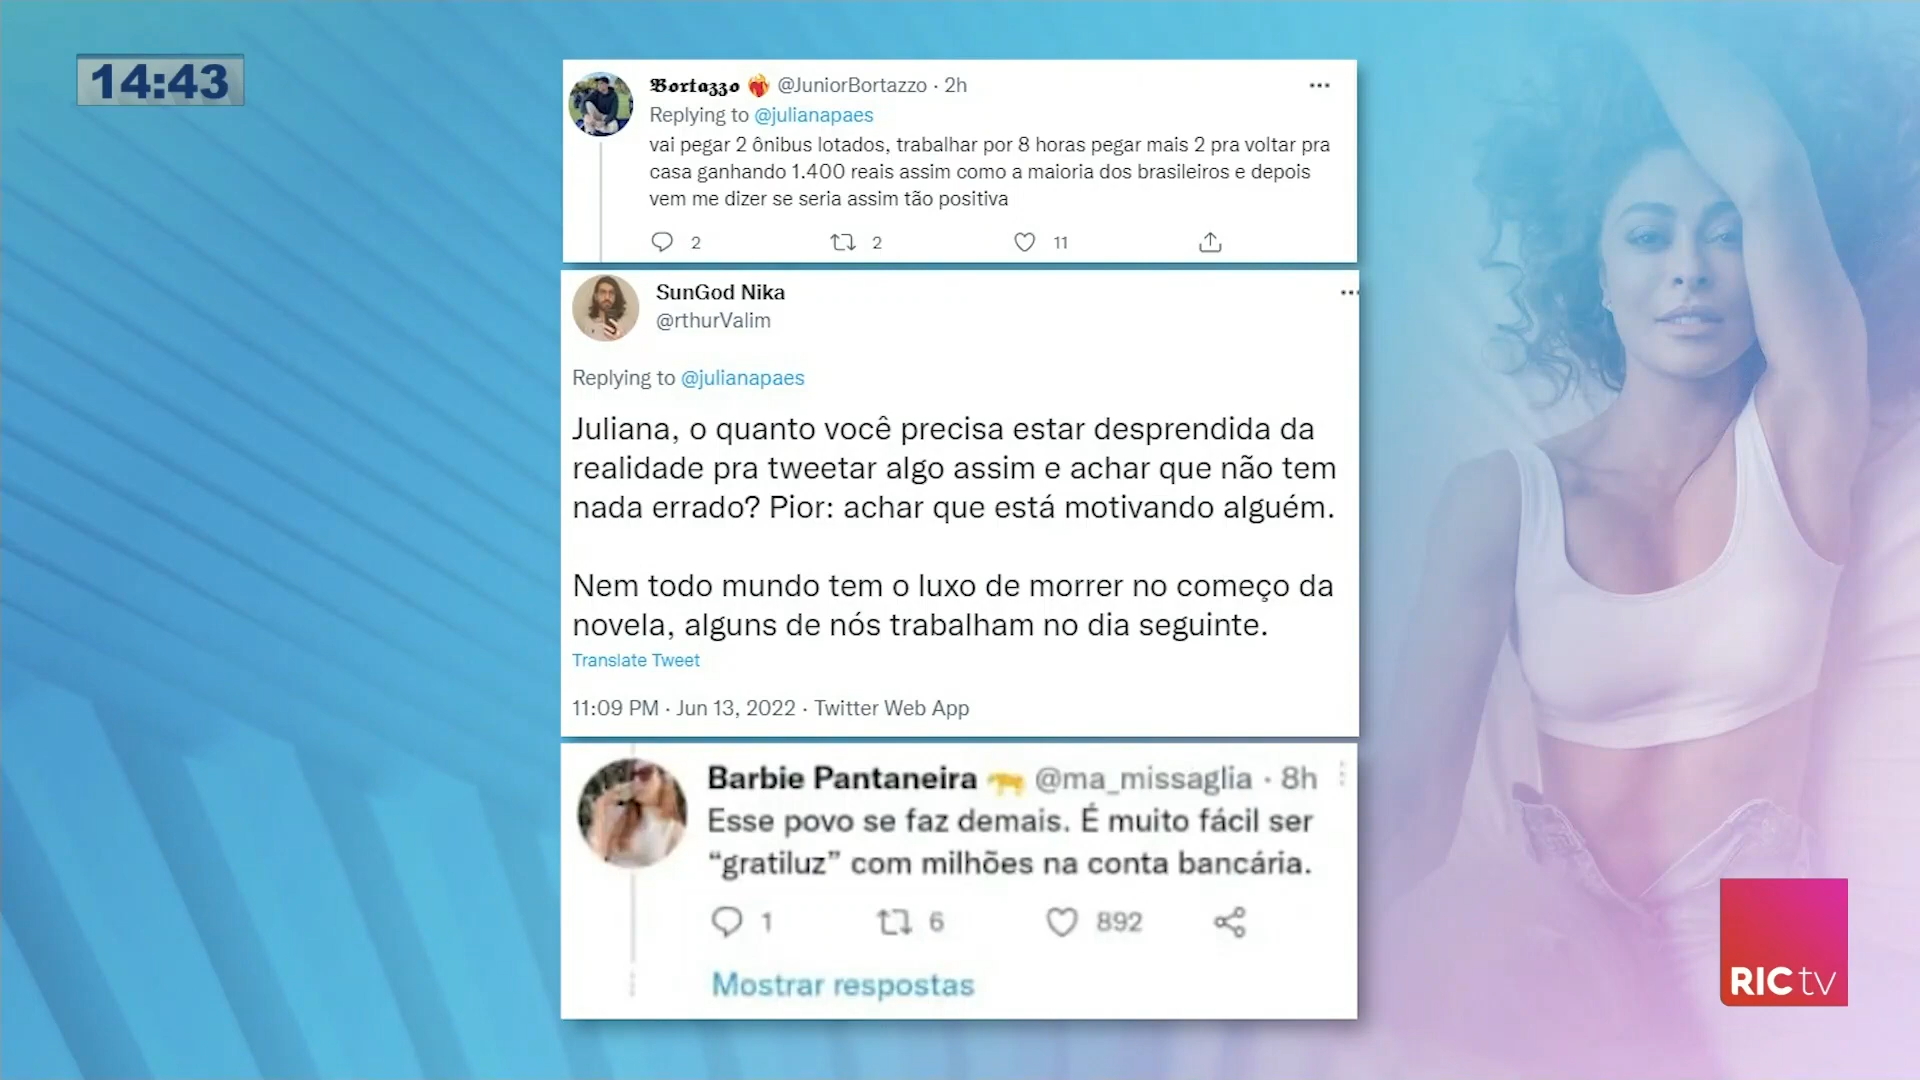 14:43
Bortazzo @JuniorBortazzo · 2h
Replying to @julianapaes
vai pegar 2 ônibus lotados, trabalhar por 8 horas pegar mais 2 pra voltar pra
casa ganhando 1.400 reais assim como a maioria dos brasileiros e depois
vem me dizer se seria assim tão positiva
2 2 11
SunGod Nika
@rthurValim
Replying to @julianapaes
Juliana, o quanto você precisa estar desprendida da
realidade pra tweetar algo assim e achar que não tem
nada errado? Pior: achar que está motivando alguém.
Nem todo mundo tem o luxo de morrer no começo da
novela, alguns de nós trabalham no dia seguinte.
Translate Tweet
11:09 PM · Jun 13, 2022 · Twitter Web App
Barbie Pantaneira @ma_missaglia · 8h
Esse povo se faz demais. É muito fácil ser
“gratiluz” com milhões na conta bancária.
1 6 892
Mostrar respostas
RIC tv